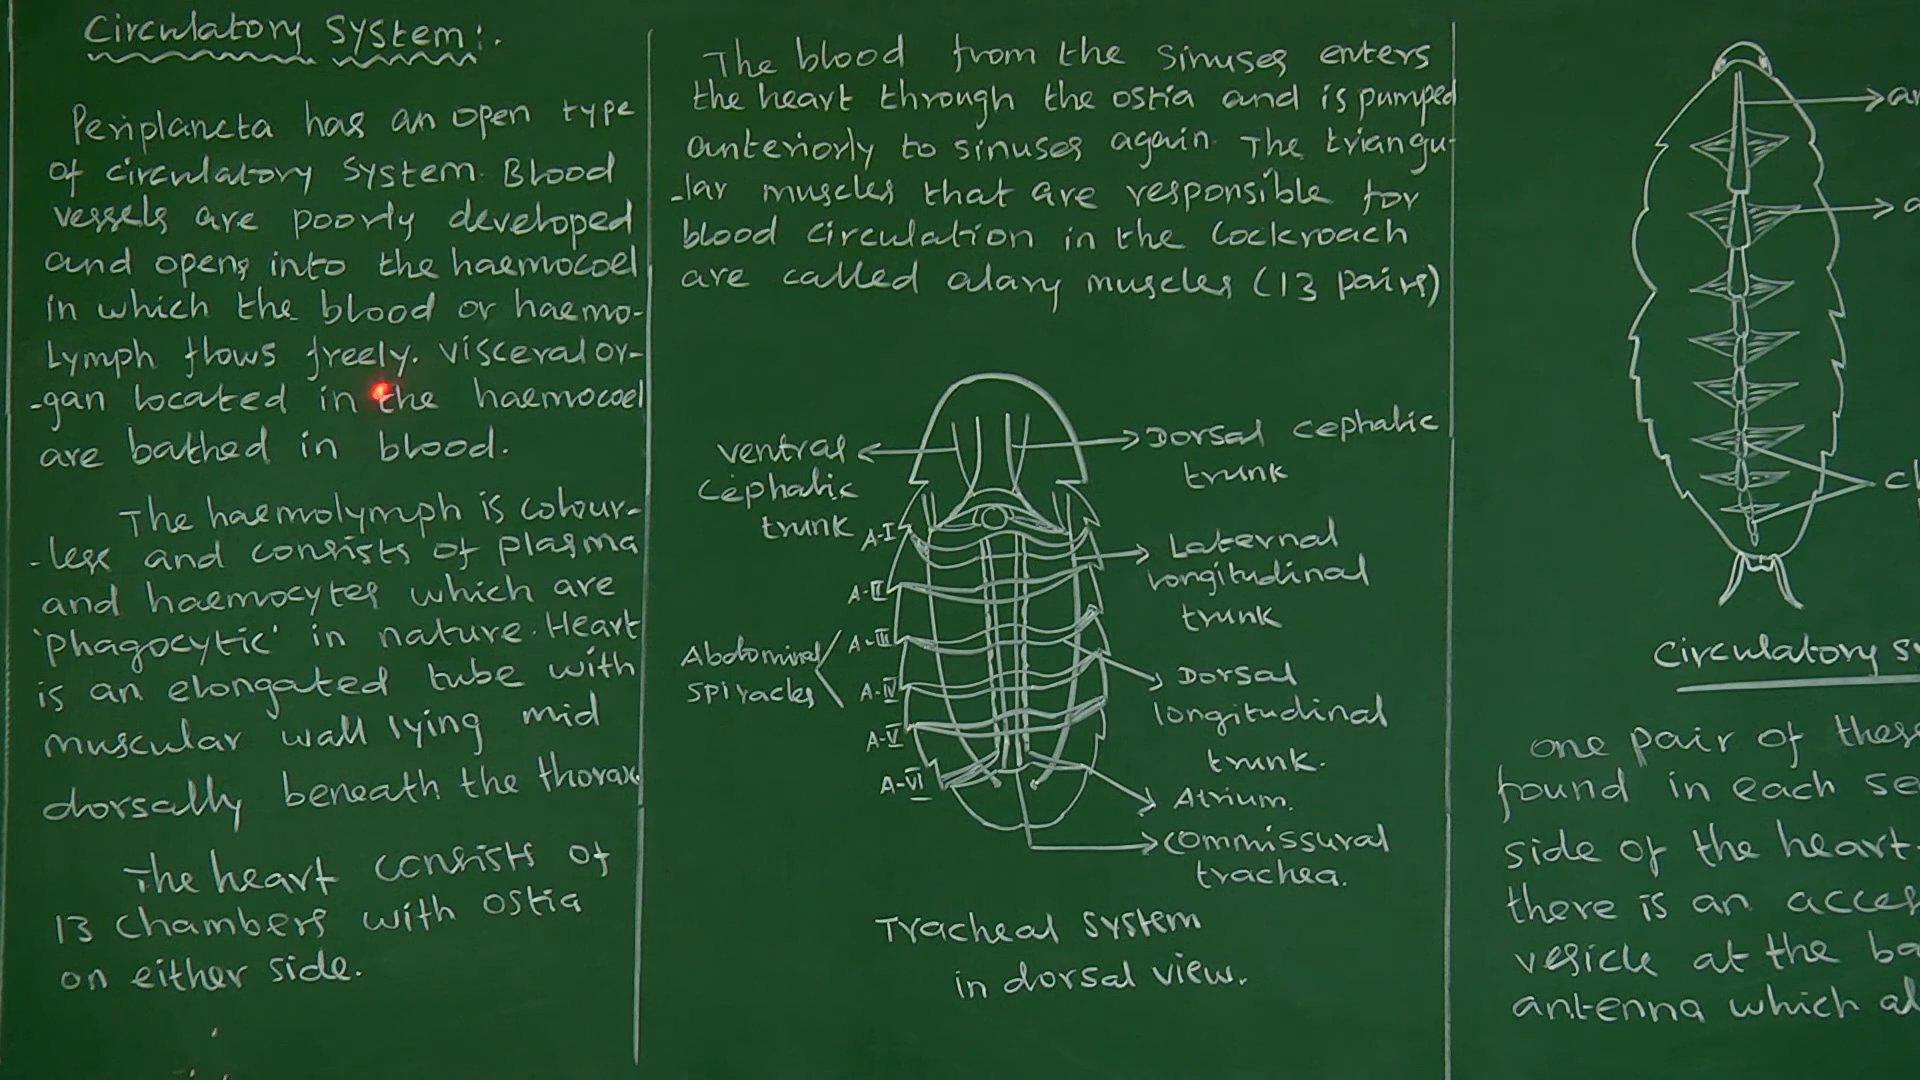 Circulatory System:.
Periplaneta has an open type
of circulatory system. Blood
vessels are poorly developed
and opens into the haemocoel
in which the blood or haemo-
Lymph flows freely. Visceral or-
-gan located in the haemocoel
are bathed in blood.
The haemolymph is colour-
-less and consists of plasma
and haemocytes which are
'phagocytic' in nature. Heart
is an elongated tube with
muscular wall lying mid
dorsally beneath the thorax
The heart consists of
13 chambers with ostia
on either side.
The blood from the sinuses enters
the heart through the ostia and is pumped
anteriorly to sinuses again. The triangu-
-lar muscles that are responsible for
blood circulation in the cockroach
are called alary muscles (13 pairs)
ventral
cephalic
trunk
Dorsal cephalic
trunk
A-I
A-II
A-III
A-IV
A-V
A-VI
Abdominal
spiracles
Laternal
longitudinal
trunk
Dorsal
longitudinal
trunk.
Atrium.
Commissural
trachea.
Tracheal system
in dorsal view.
an
a
ch
Circulatory sy
one pair of these
found in each se
side of the heart.
there is an acces
vesicle at the ba
antenna which al